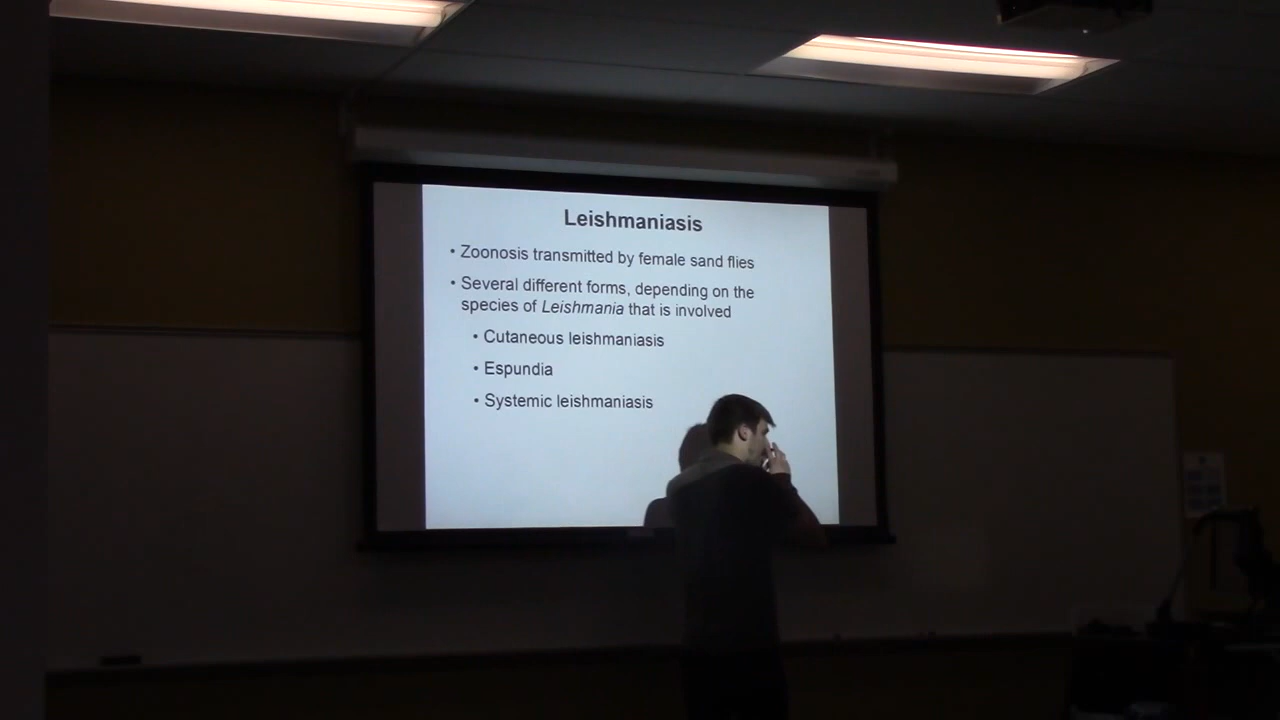 Leishmaniasis
• Zoonosis transmitted by female sand flies
• Several different forms, depending on the
species of Leishmania that is involved
• Cutaneous leishmaniasis
• Espundia
• Systemic leishmaniasis